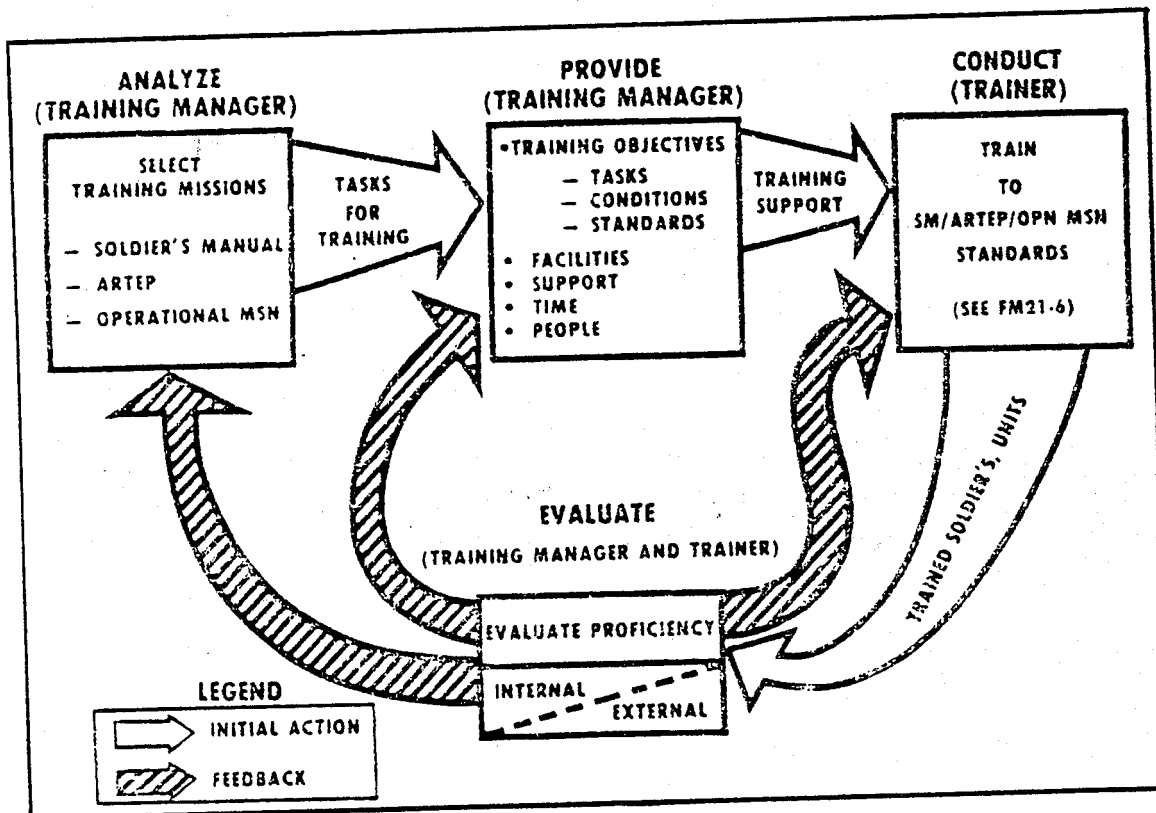 ANALYZE
(TRAINING MANAGER)
SELECT
TRAINING MISSIONS
– SOLDIER'S MANUAL
– ARTEP
– OPERATIONAL MSN
TASKS
FOR
TRAINING
PROVIDE
(TRAINING MANAGER)
•TRAINING OBJECTIVES
– TASKS
– CONDITIONS
– STANDARDS
• FACILITIES
• SUPPORT
• TIME
• PEOPLE
TRAINING
SUPPORT
CONDUCT
(TRAINER)
TRAIN
TO
SM/ARTEP/OPN MSN
STANDARDS
(SEE FM21-6)
TRAINED SOLDIER'S, UNITS
EVALUATE
(TRAINING MANAGER AND TRAINER)
EVALUATE PROFICIENCY
INTERNAL
EXTERNAL
LEGEND
INITIAL ACTION
FEEDBACK